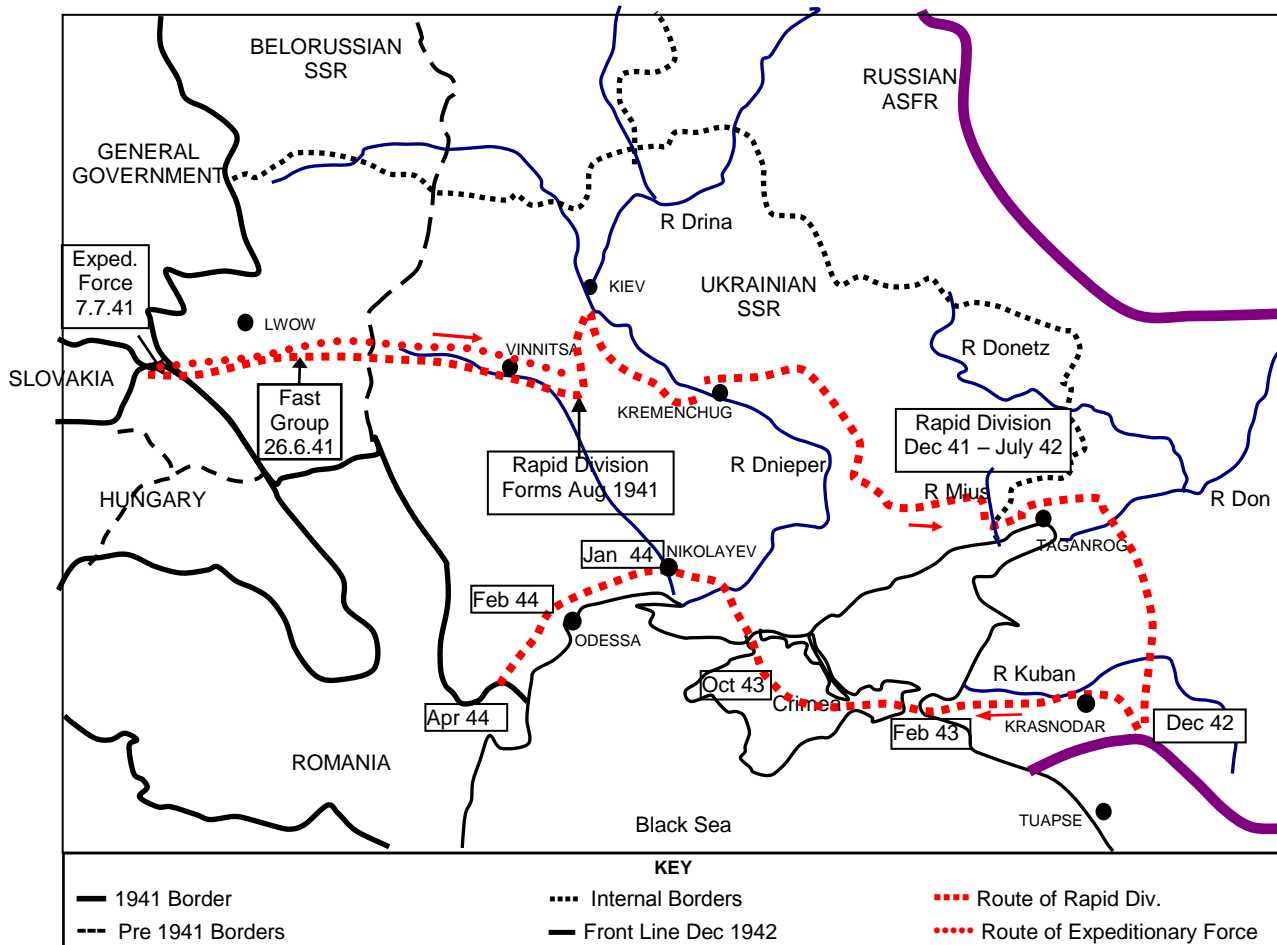 BELORUSSIAN
SSR
RUSSIAN
ASFR
GENERAL
GOVERNMENT
R Drina
Exped.
Force
7.7.41
KIEV
UKRAINIAN
SSR
LWOW
VINNITSA
R Donetz
SLOVAKIA
Fast
Group
26.6.41
KREMENCHUG
Rapid Division
Dec 41 – July 42
Rapid Division
Forms Aug 1941
R Dnieper
HUNGARY
R Mius
R Don
TAGANROG
Jan 44
NIKOLAYEV
Feb 44
ODESSA
R Kuban
Oct 43
Crimea
Apr 44
Feb 43
KRASNODAR
Dec 42
ROMANIA
Black Sea
TUAPSE
KEY
1941 Border
Internal Borders
Route of Rapid Div.
Pre 1941 Borders
Front Line Dec 1942
Route of Expeditionary Force